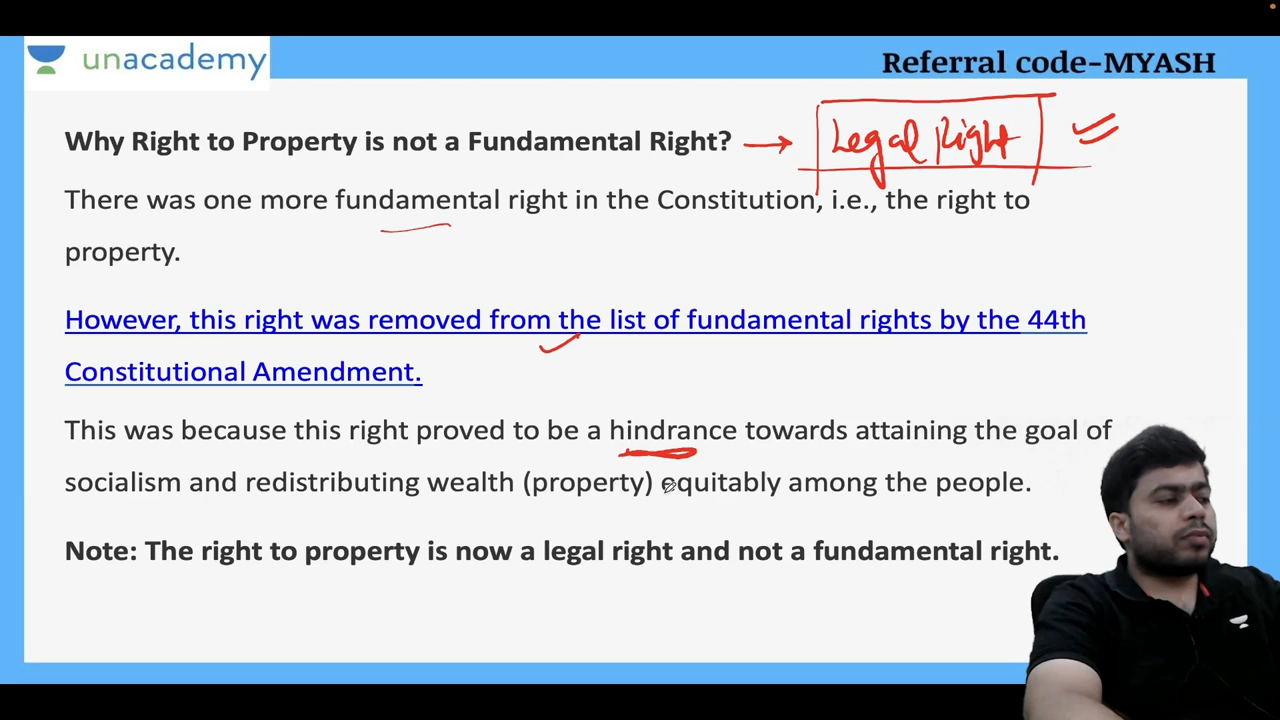 unacademy
Referral code-MYASH
Why Right to Property is not a Fundamental Right?
Legal Right
There was one more fundamental right in the Constitution, i.e., the right to
property.
However, this right was removed from the list of fundamental rights by the 44th
Constitutional Amendment.
This was because this right proved to be a hindrance towards attaining the goal of
socialism and redistributing wealth (property) equitably among the people.
Note: The right to property is now a legal right and not a fundamental right.